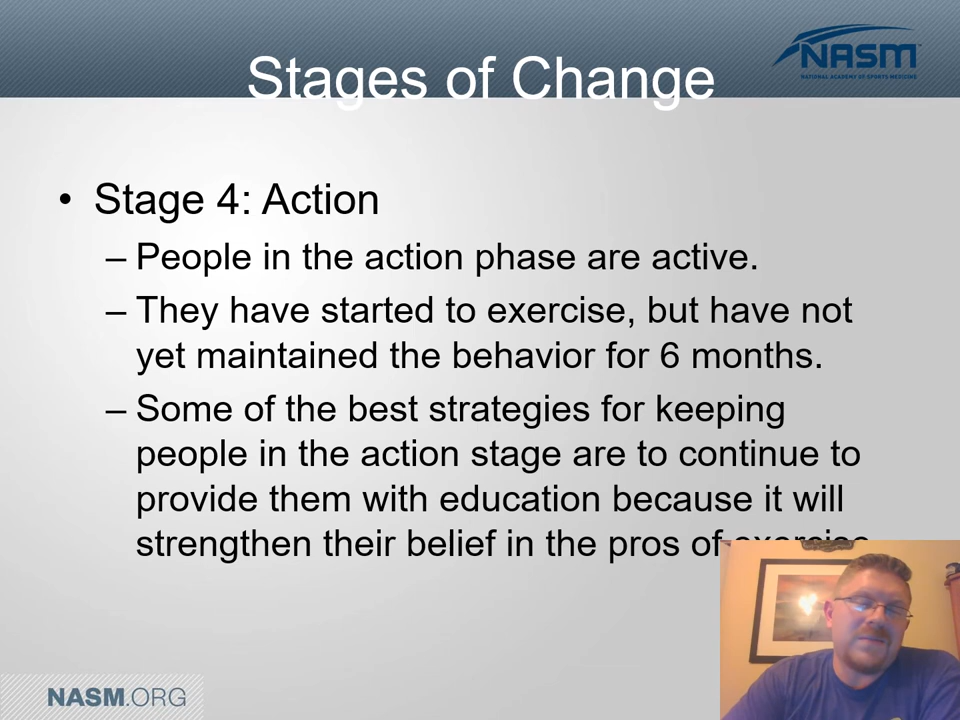 Stages of Change
NASM
NATIONAL ACADEMY OF SPORTS MEDICINE
• Stage 4: Action
– People in the action phase are active.
– They have started to exercise, but have not
yet maintained the behavior for 6 months.
– Some of the best strategies for keeping
people in the action stage are to continue to
provide them with education because it will
strengthen their belief in the pros of exercise
NASM.ORG